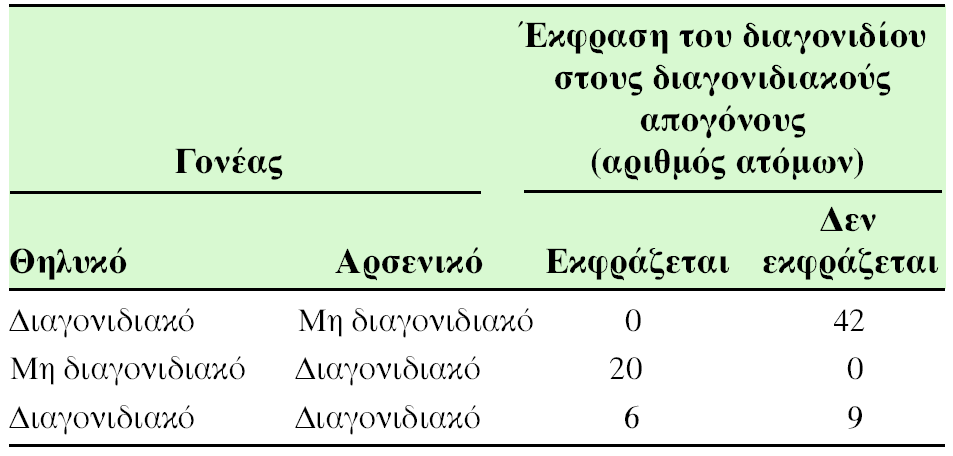 Έκφραση του διαγονιδίου
στους διαγονιδιακούς
απογόνους
Γονέας (αριθμός ατόμων)
Δεν
Θηλυκό Αρσενικό Εκφράζεται εκφράζεται
Διαγονιδιακό Μη διαγονιδιακό 0 42
Μη διαγονιδιακό Διαγονιδιακό 20 0
Διαγονιδιακό Διαγονιδιακό 6 9